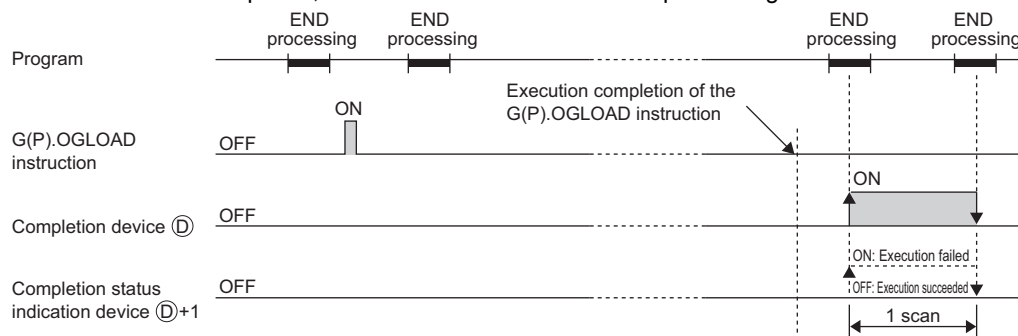 END processing
END processing
END processing
END processing
Program
Execution completion of the
G(P).OGLOAD instruction
ON
G(P).OGLOAD
instruction
OFF
ON
Completion device Ⓓ
OFF
ON: Execution failed
Completion status
indication device Ⓓ+1
OFF
OFF: Execution succeeded
1 scan